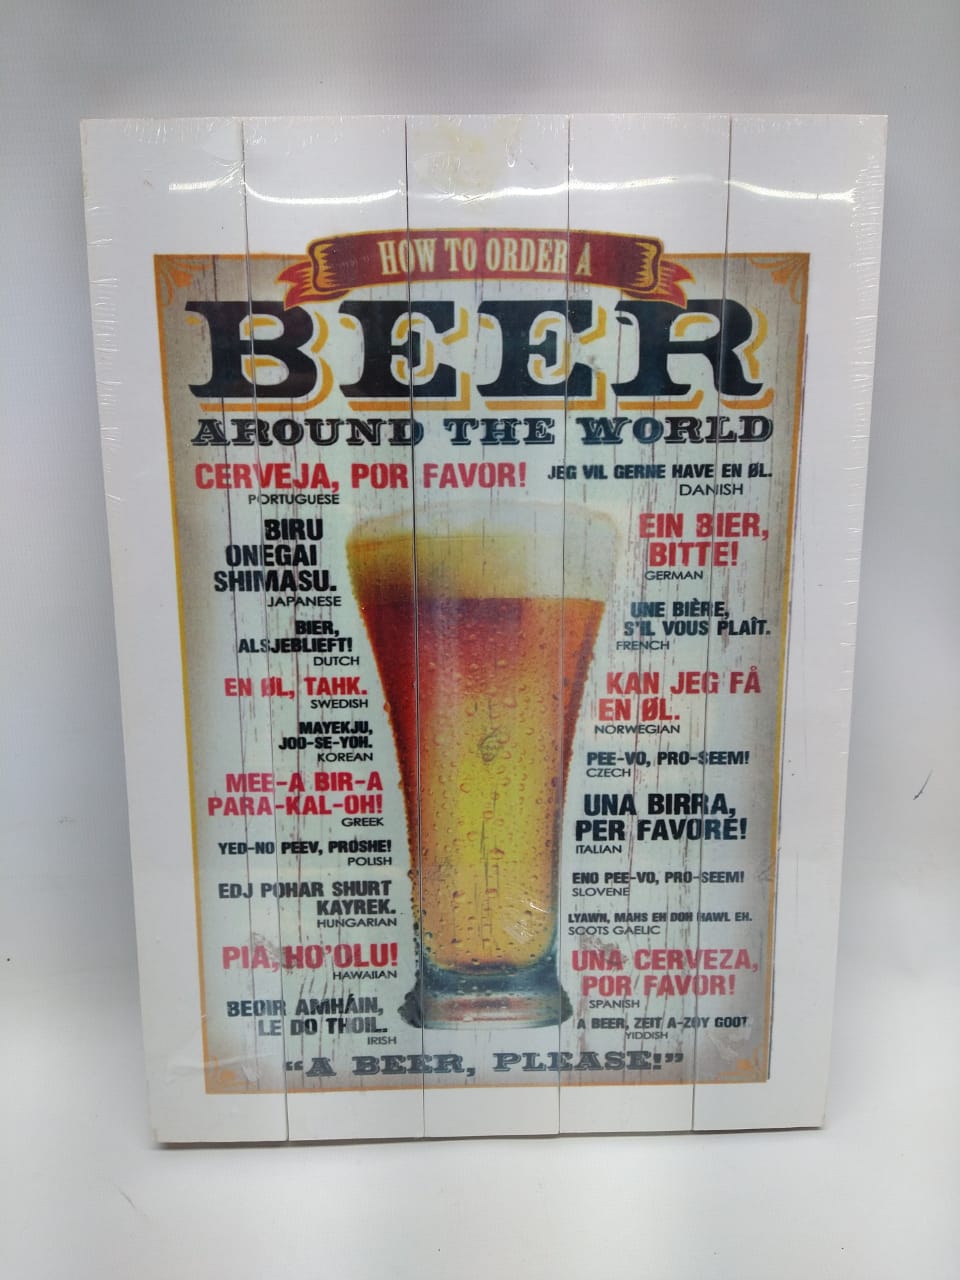 HOW TO ORDER A
BEER
AROUND THE WORLD
CERVEJA, POR FAVOR!
PORTUGUESE
BIRU
ONEGAI
SHIMASU.
JAPANESE
BIER,
ALSJEBLIEFT!
DUTCH
EN ØL, TAHK.
SWEDISH
MAYEKJU,
JOO-SE-YOH.
KOREAN
MEE-A BIR-A
PARA-KAL-OH!
GREEK
YED-NO PEEV, PROSHE!
POLISH
EDJ POHAR SHURT
KAYREK.
HUNGARIAN
PIA, HO'OLU!
HAWAIIAN
BEOIR AMHÁIN,
LE DO THOIL.
IRISH
JEG VIL GERNE HAVE EN ØL.
DANISH
EIN BIER,
BITTE!
GERMAN
UNE BIÈRE,
S'IL VOUS PLAÎT.
FRENCH
KAN JEG FÅ
EN ØL.
NORWEGIAN
PEE-VO, PRO-SEEM!
CZECH
UNA BIRRA,
PER FAVORE!
ITALIAN
ENO PEE-VO, PRO-SEEM!
SLOVENE
LYAWN, MAHS EH DOH HAWL EH.
SCOTS GAELIC
UNA CERVEZA,
POR FAVOR!
SPANISH
A BEER, ZEIT A-ZOY GOOT.
YIDDISH
"A BEER, PLEASE!"